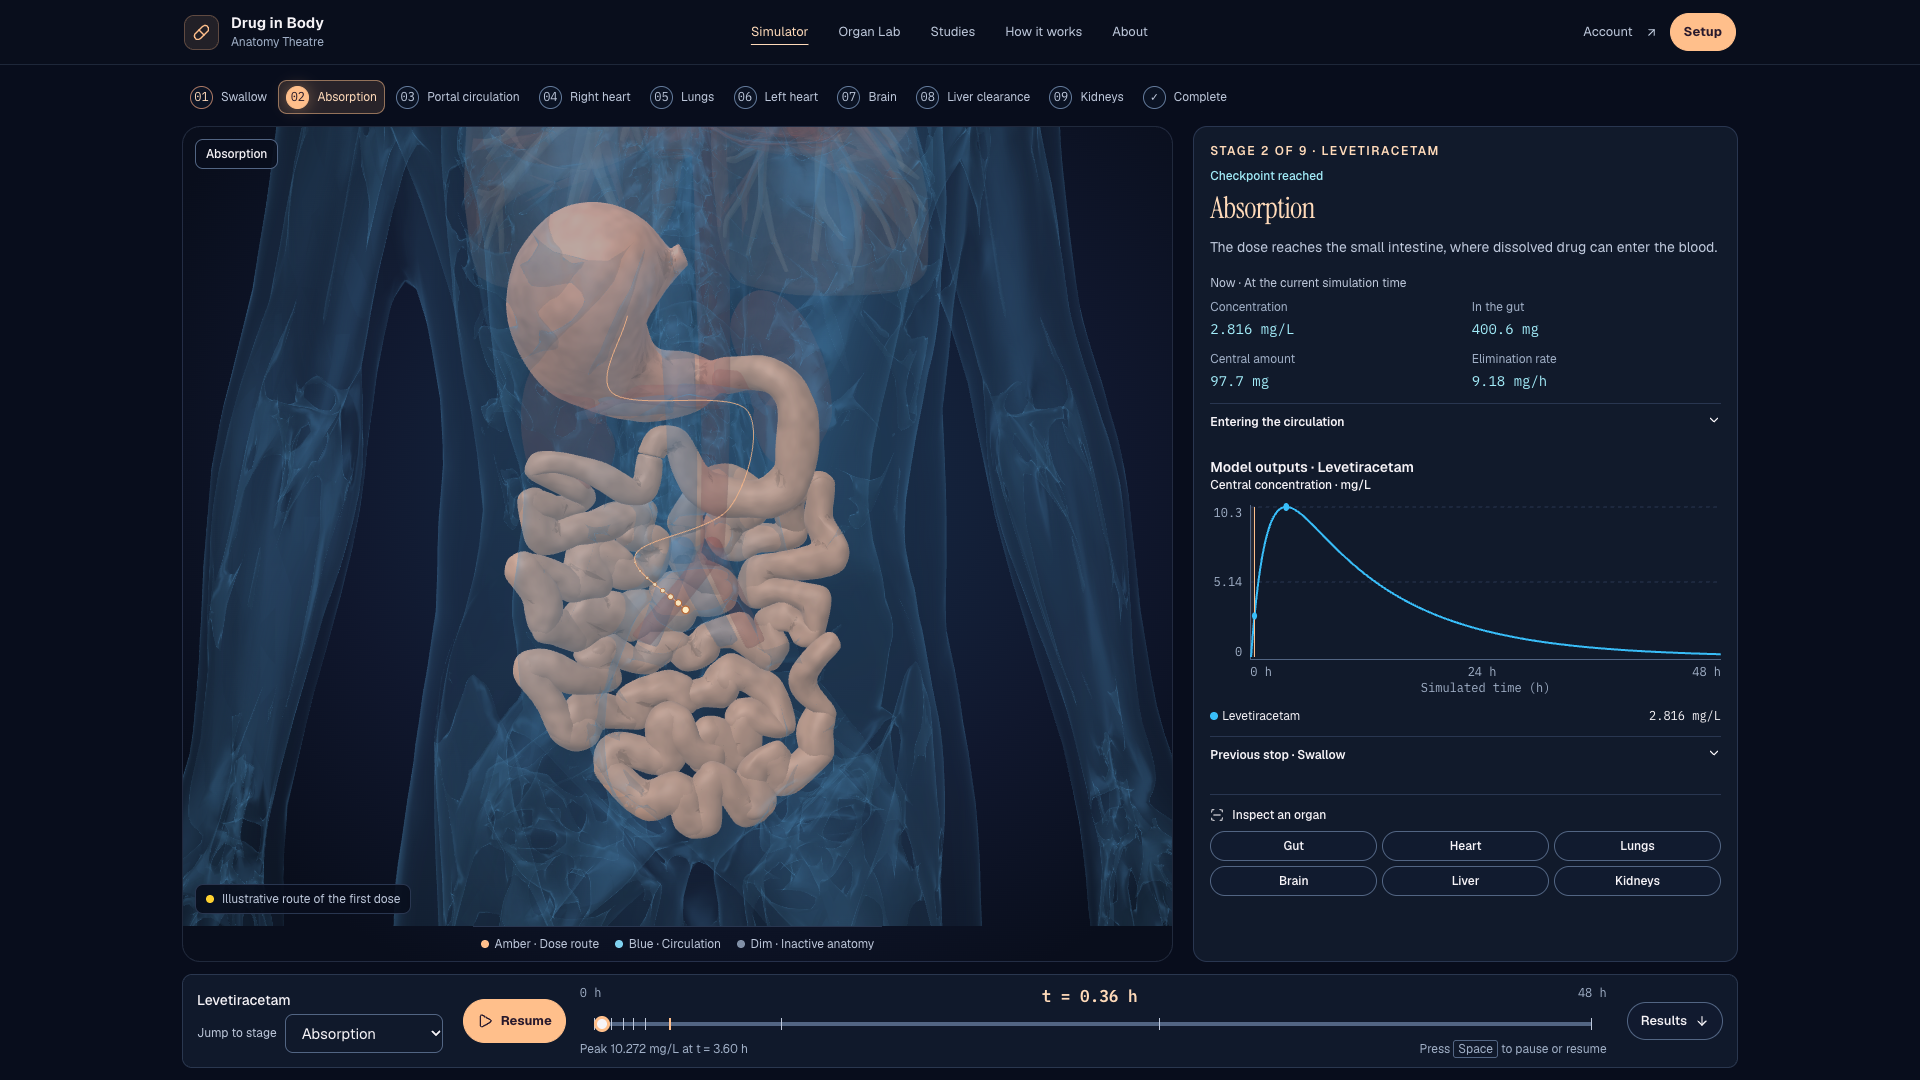 Drug in Body
Anatomy Theatre
Simulator
Organ Lab
Studies
How it works
About
Account
Setup
01 Swallow
02 Absorption
03 Portal circulation
04 Right heart
05 Lungs
06 Left heart
07 Brain
08 Liver clearance
09 Kidneys
✓ Complete
Absorption
Illustrative route of the first dose
Amber · Dose route
Blue · Circulation
Dim · Inactive anatomy
STAGE 2 OF 9 · LEVETIRACETAM
Checkpoint reached
Absorption
The dose reaches the small intestine, where dissolved drug can enter the blood.
Now · At the current simulation time
Concentration
2.816 mg/L
In the gut
400.6 mg
Central amount
97.7 mg
Elimination rate
9.18 mg/h
Entering the circulation
Model outputs · Levetiracetam
Central concentration · mg/L
10.3
5.14
0
0 h
24 h
48 h
Simulated time (h)
Levetiracetam
2.816 mg/L
Previous stop · Swallow
Inspect an organ
Gut
Heart
Lungs
Brain
Liver
Kidneys
Levetiracetam
Jump to stage
Absorption
Resume
0 h
t = 0.36 h
48 h
Peak 10.272 mg/L at t = 3.60 h
Press Space to pause or resume
Results